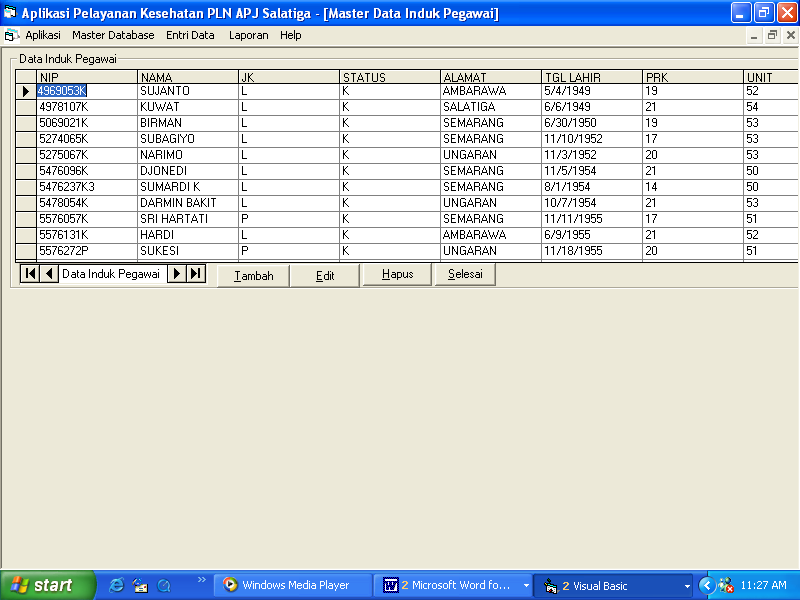 Aplikasi Pelayanan Kesehatan PLN APJ Salatiga - [Master Data Induk Pegawai]
Aplikasi Master Database Entri Data Laporan Help
Data Induk Pegawai
NIP NAMA JK STATUS ALAMAT TGL LAHIR PRK UNIT
4969053K SUJANTO L K AMBARAWA 5/4/1949 19 52
4978107K KUWAT L K SALATIGA 6/6/1949 21 54
5069021K BIRMAN L K SEMARANG 6/30/1950 19 53
5274065K SUBAGIYO L K SEMARANG 11/10/1952 17 53
5275067K NARIMO L K UNGARAN 11/3/1952 20 53
5476096K DJONEDI L K SEMARANG 11/5/1954 21 50
5476237K3 SUMARDI K L K SEMARANG 8/1/1954 14 50
5478054K DARMIN BAKIT L K UNGARAN 10/7/1954 21 53
5576057K SRI HARTATI P K SEMARANG 11/11/1955 17 51
5576131K HARDI L K AMBARAWA 6/9/1955 21 52
5576272P SUKESI P K UNGARAN 11/18/1955 20 51
Data Induk Pegawai Tambah Edit Hapus Selesai
start » Windows Media Player 2 Microsoft Word fo... 2 Visual Basic 11:27 AM